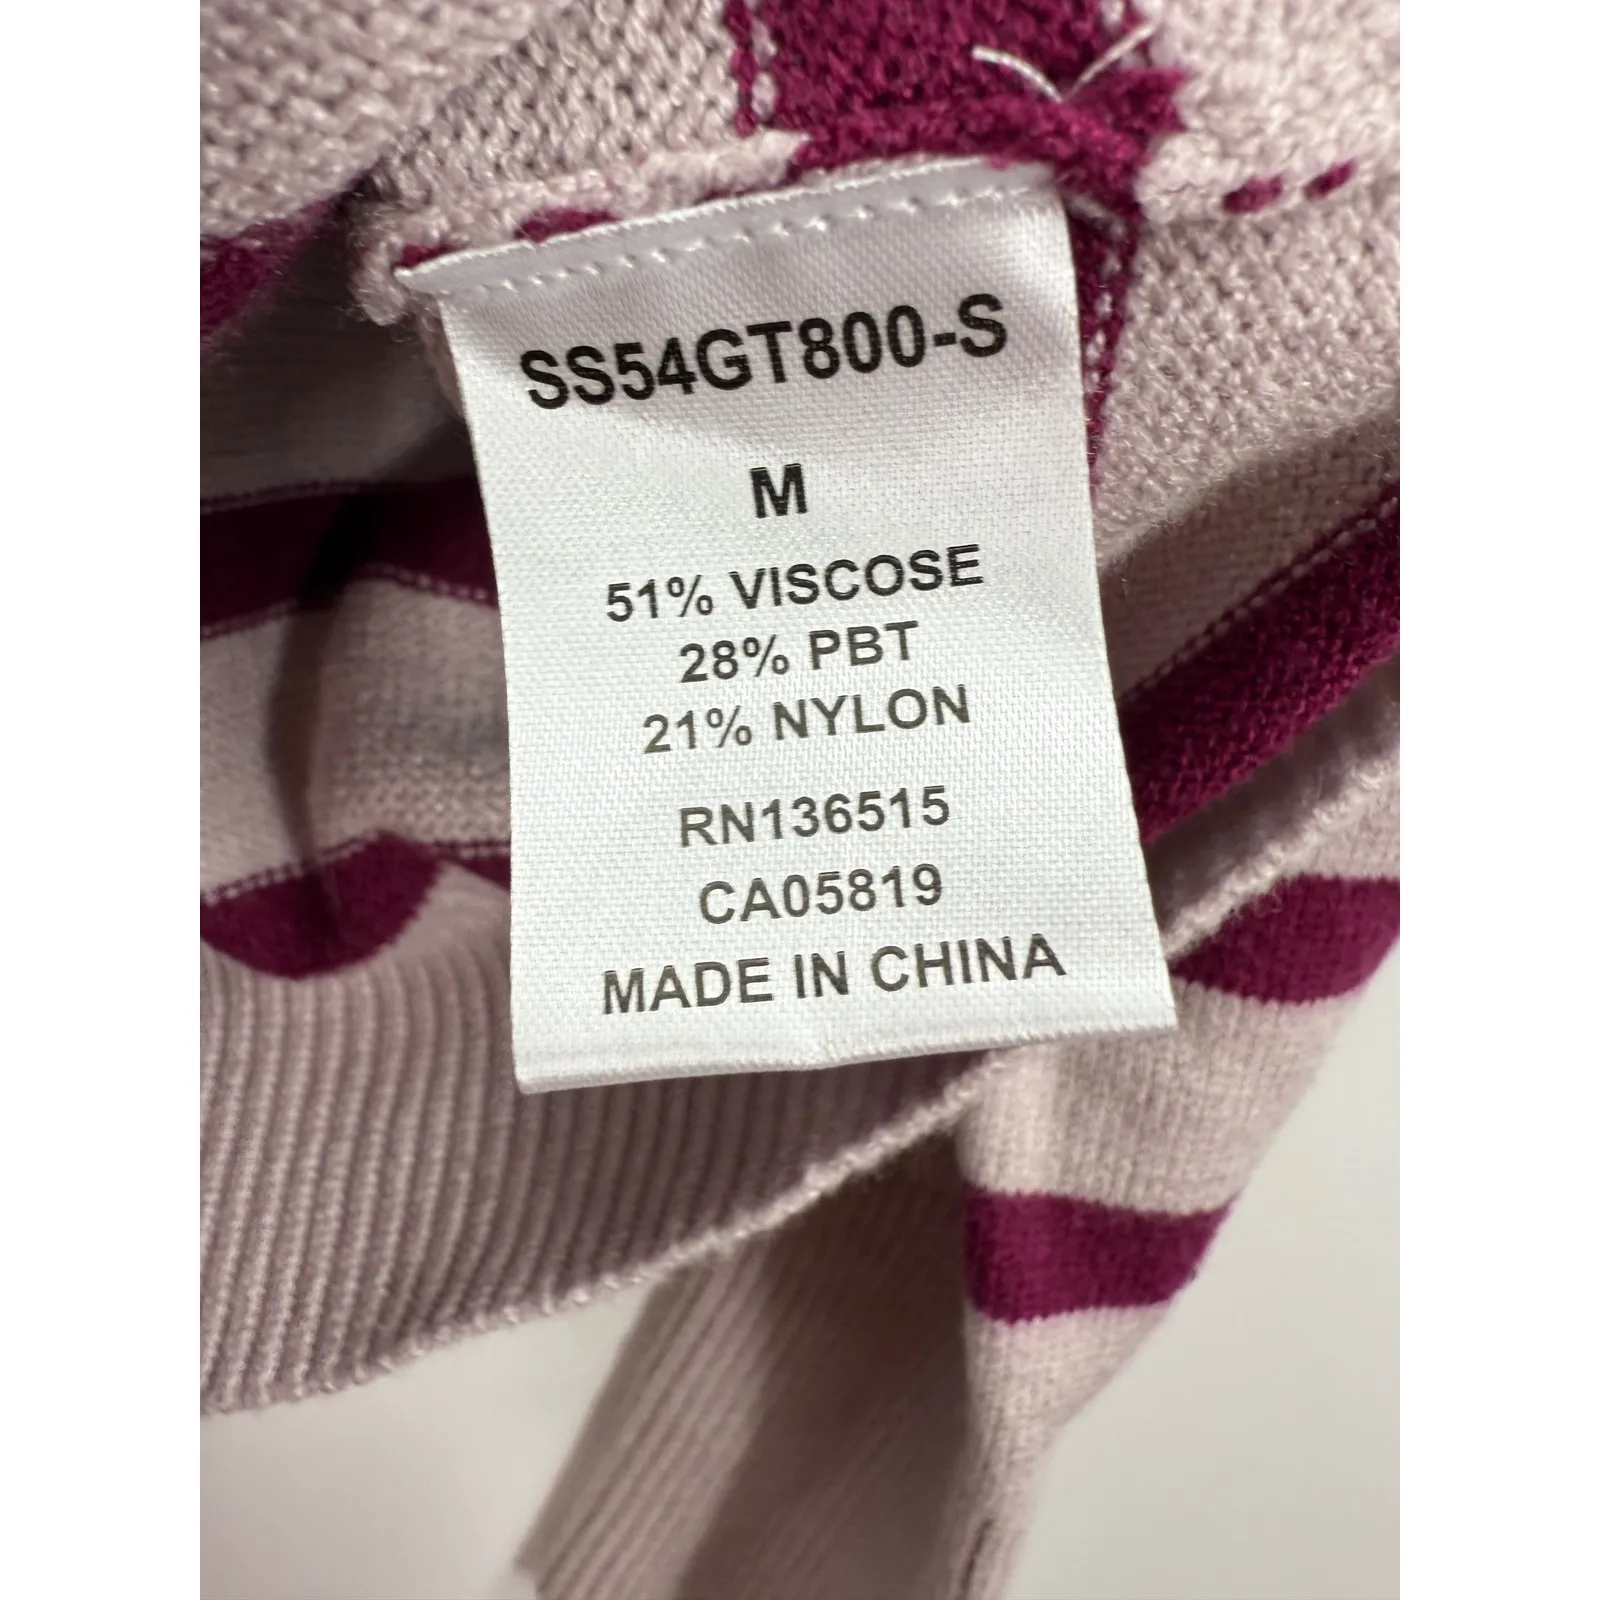 SS54GT800-S
M
51% VISCOSE
28% PBT
21% NYLON
RN136515
CA05819
MADE IN CHINA